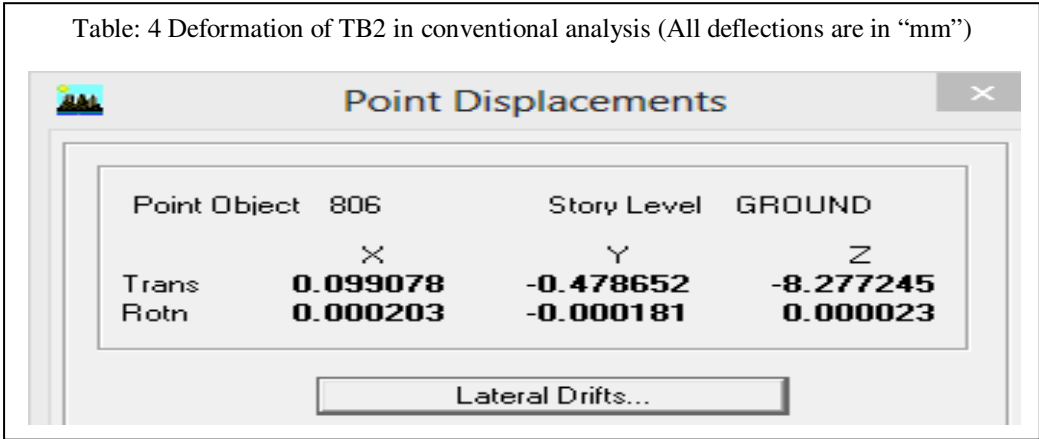 Table: 4 Deformation of TB2 in conventional analysis (All deflections are in “mm”)
Point Displacements
Point Object 806 Story Level GROUND
X Y Z
Trans 0.099078 -0.478652 -8.277245
Rotn 0.000203 -0.000181 0.000023
Lateral Drifts...